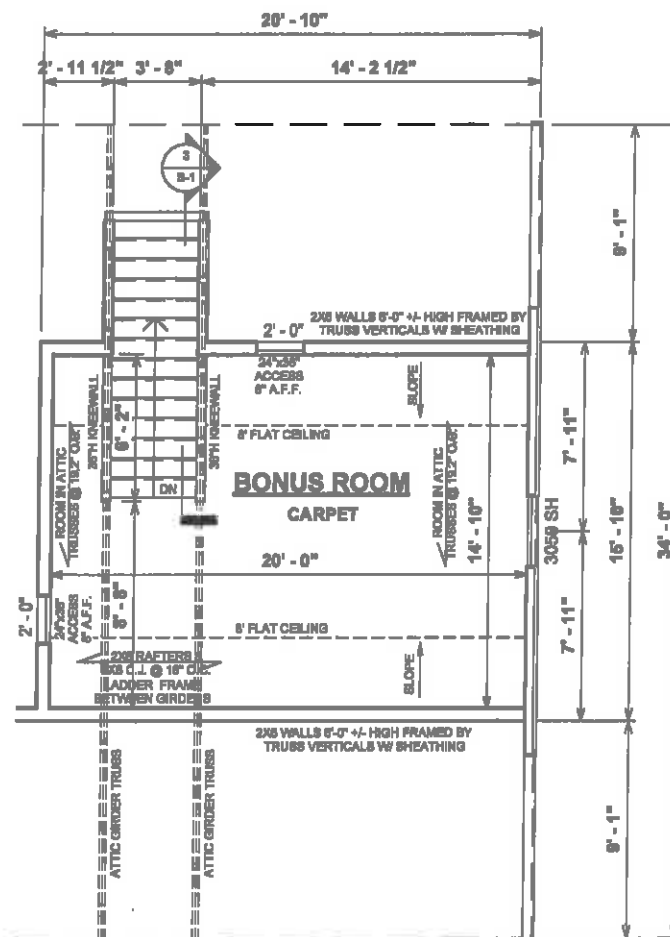 20' - 10"
2' - 11 1/2"
3' - 8"
14' - 2 1/2"
3
S-1
9' - 1"
2X6 WALLS 5'-0" +/- HIGH FRAMED BY
TRUSS VERTICALS W/ SHEATHING
2' - 0"
24"x36"
ACCESS
6" A.F.F.
SLOPE
36"H KNEEWALL
36"H KNEEWALL
8' FLAT CEILING
6' - 2"
ROOM IN ATTIC
TRUSSES @ 19.2" O.C.
BONUS ROOM
CARPET
DN
ROOM IN ATTIC
TRUSSES @ 19.2" O.C.
14' - 10"
3059 SH
7' - 11"
15' - 10"
34' - 0"
20' - 0"
2' - 0"
24"x36"
ACCESS
6" A.F.F.
8' FLAT CEILING
7' - 11"
2X6 RAFTERS
LADDER FRAME
BETWEEN GIRDERS
SLOPE
2X6 WALLS 5'-0" +/- HIGH FRAMED BY
TRUSS VERTICALS W/ SHEATHING
ATTIC GIRDER TRUSS
ATTIC GIRDER TRUSS
9' - 1"